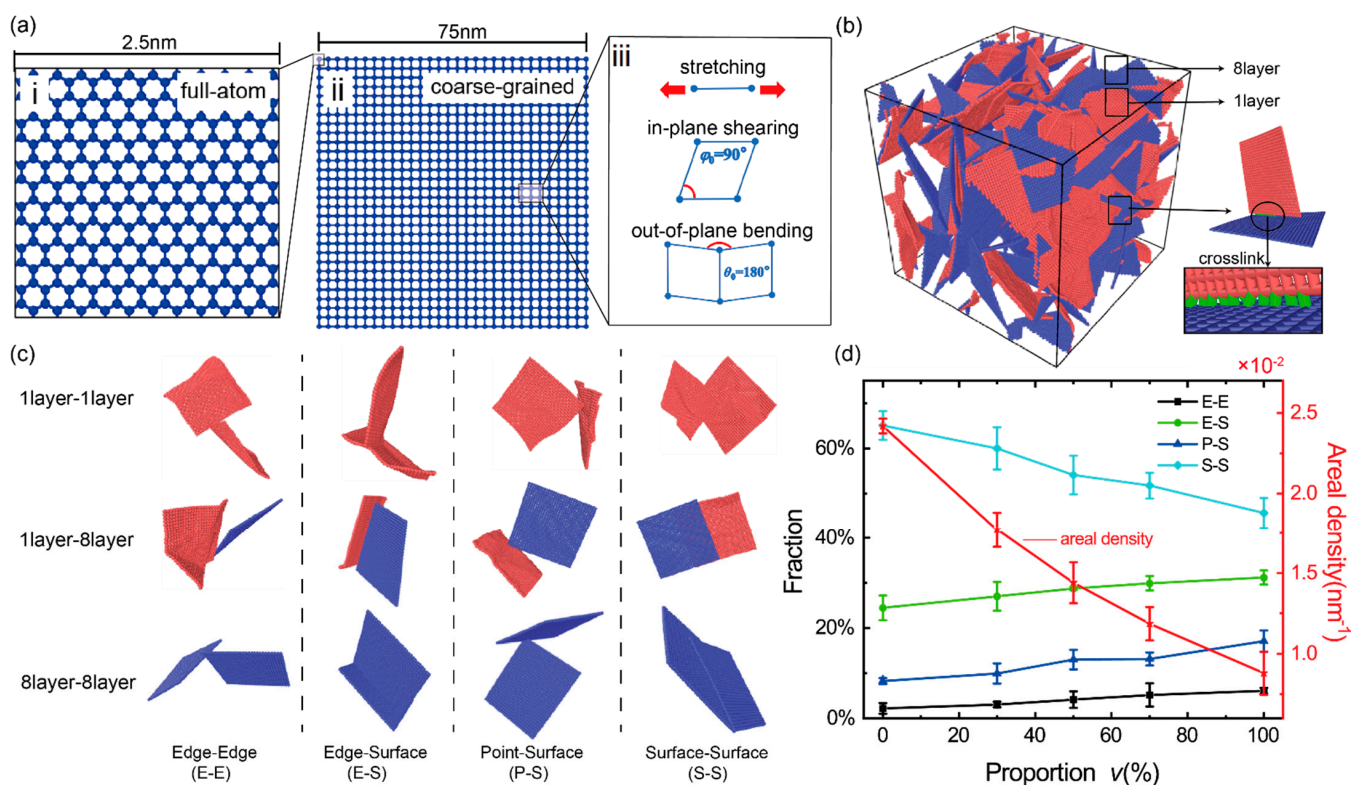 (a)
2.5nm
i
full-atom
75nm
ii
coarse-grained
iii
stretching
in-plane shearing
φ₀=90°
out-of-plane bending
θ₀=180°
(b)
8layer
1layer
crosslink
(c)
1layer-1layer
1layer-8layer
8layer-8layer
Edge-Edge
(E-E)
Edge-Surface
(E-S)
Point-Surface
(P-S)
Surface-Surface
(S-S)
(d)
×10⁻²
E-E
E-S
P-S
S-S
areal density
Fraction
60%
40%
20%
0%
2.5
2.0
1.5
1.0
Areal density(nm⁻¹)
0 20 40 60 80 100
Proportion v(%)